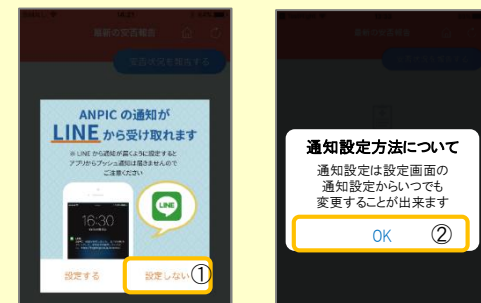 最新の安否報告
安否状況を報告する
ANPIC の通知が
LINE から受け取れます
※ LINE から通知が届くように設定すると
アプリからプッシュ通知は届きませんので
ご注意ください
16:30
LINE
設定する
設定しない ①
通知設定方法について
通知設定は設定画面の
通知設定からいつでも
変更することが出来ます
OK ②